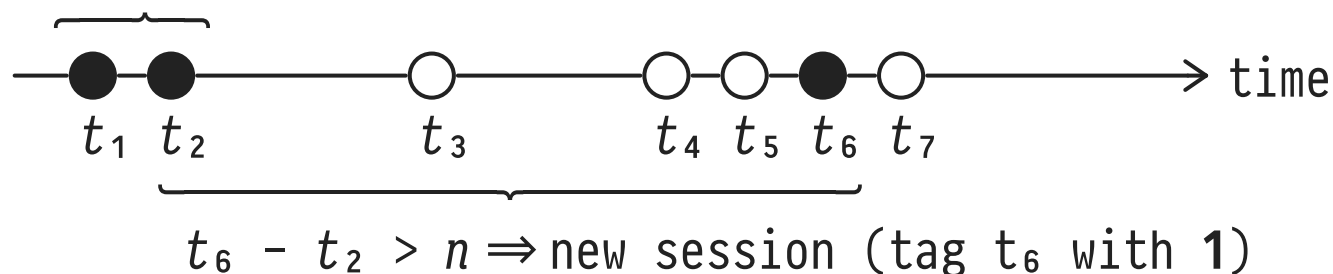 time
t₁ t₂ t₃ t₄ t₅ t₆ t₇
t₆ - t₂ > n ⇒ new session (tag t₆ with 1)